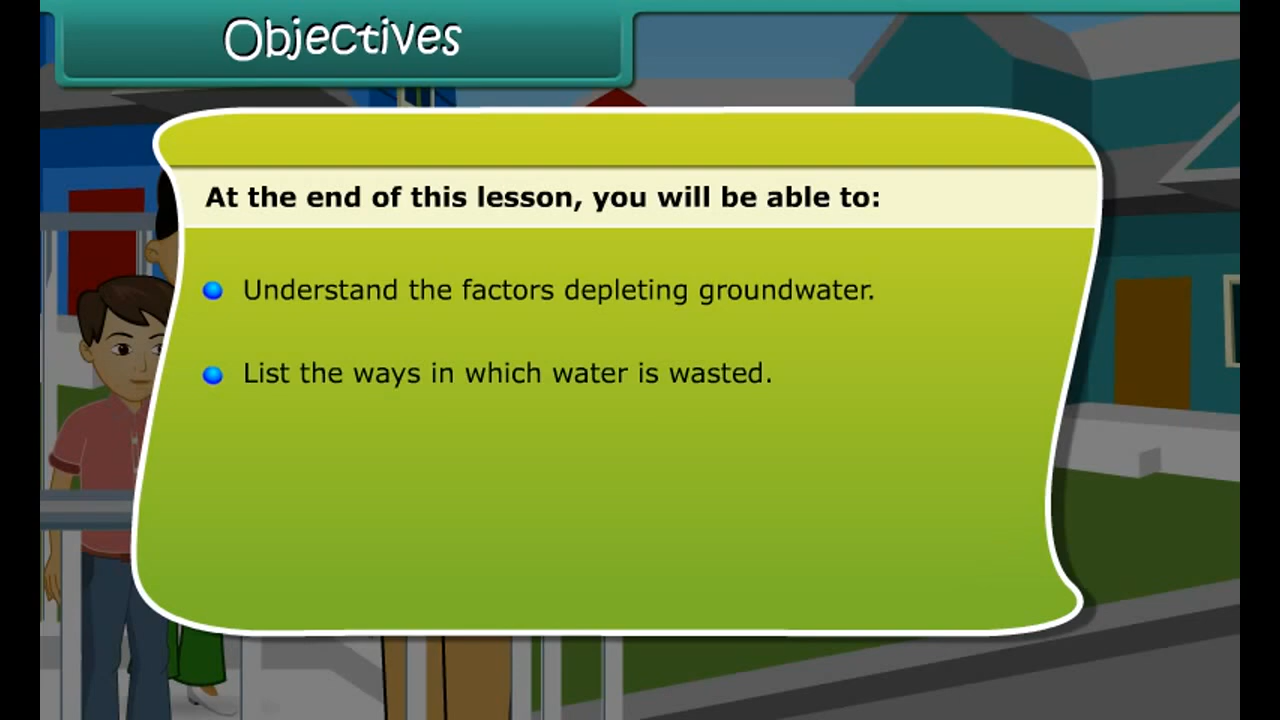 Objectives
At the end of this lesson, you will be able to:
Understand the factors depleting groundwater.
List the ways in which water is wasted.